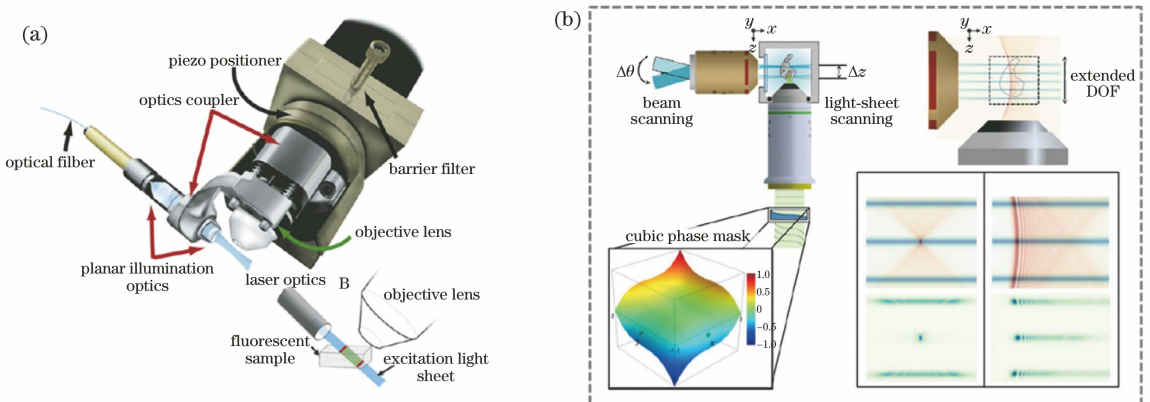 (a)
piezo positioner
optics coupler
optical filber
barrier filter
objective lens
planar illumination
optics
laser optics
B
objective lens
fluorescent
sample
excitation light
sheet
(b)
y
x
z
Δθ
Δz
beam
scanning
light-sheet
scanning
y
x
z
extended
DOF
cubic phase mask
1.0
0.5
0
−0.5
−1.0